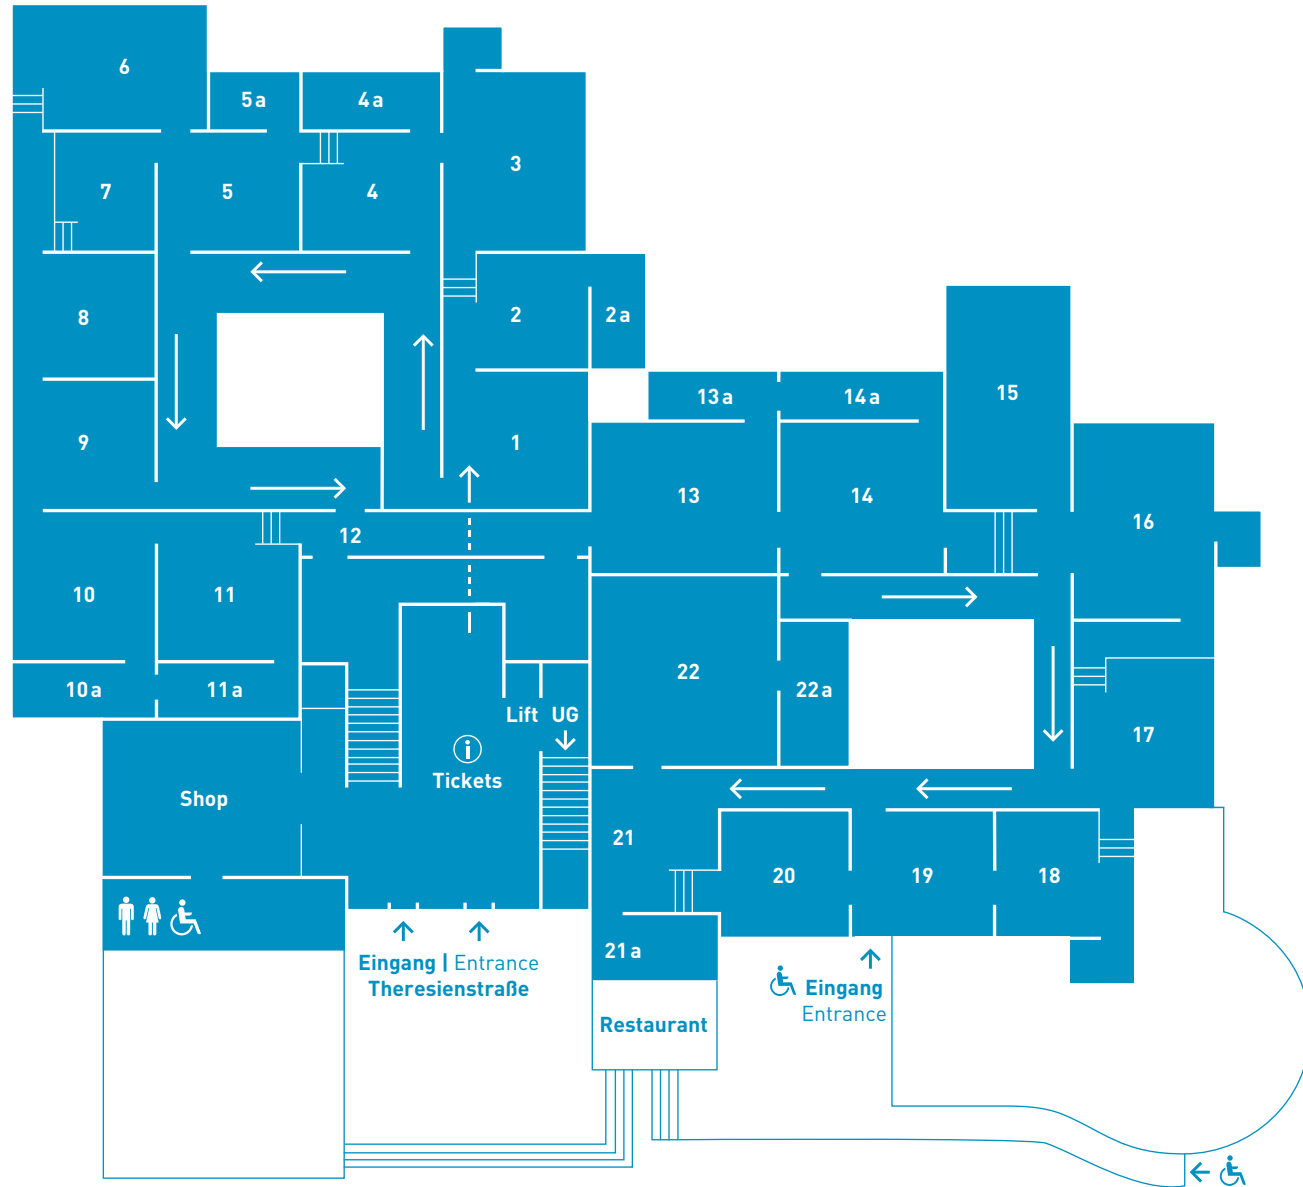 6
5a
4a
3
7
5
4
8
2
2a
9
1
13a
14a
15
13
14
16
12
10
11
22
22a
10a
11a
Lift
UG
17
i
Tickets
Shop
21
20
19
18
21a
Eingang | Entrance
Theresienstraße
Eingang
Entrance
Restaurant